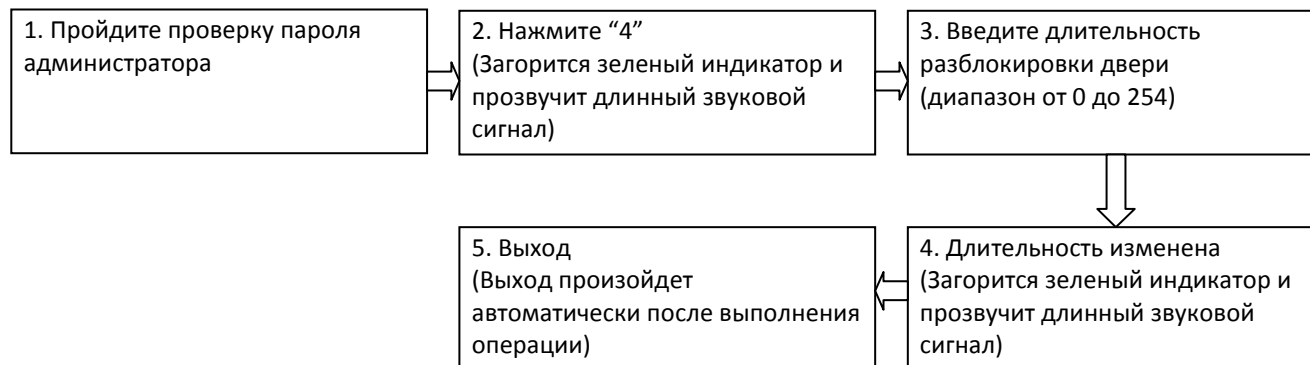 1. Пройдите проверку пароля
администратора
2. Нажмите “4”
(Загорится зеленый индикатор и
прозвучит длинный звуковой
сигнал)
3. Введите длительность
разблокировки двери
(диапазон от 0 до 254)
4. Длительность изменена
(Загорится зеленый индикатор и
прозвучит длинный звуковой
сигнал)
5. Выход
(Выход произойдет
автоматически после выполнения
операции)